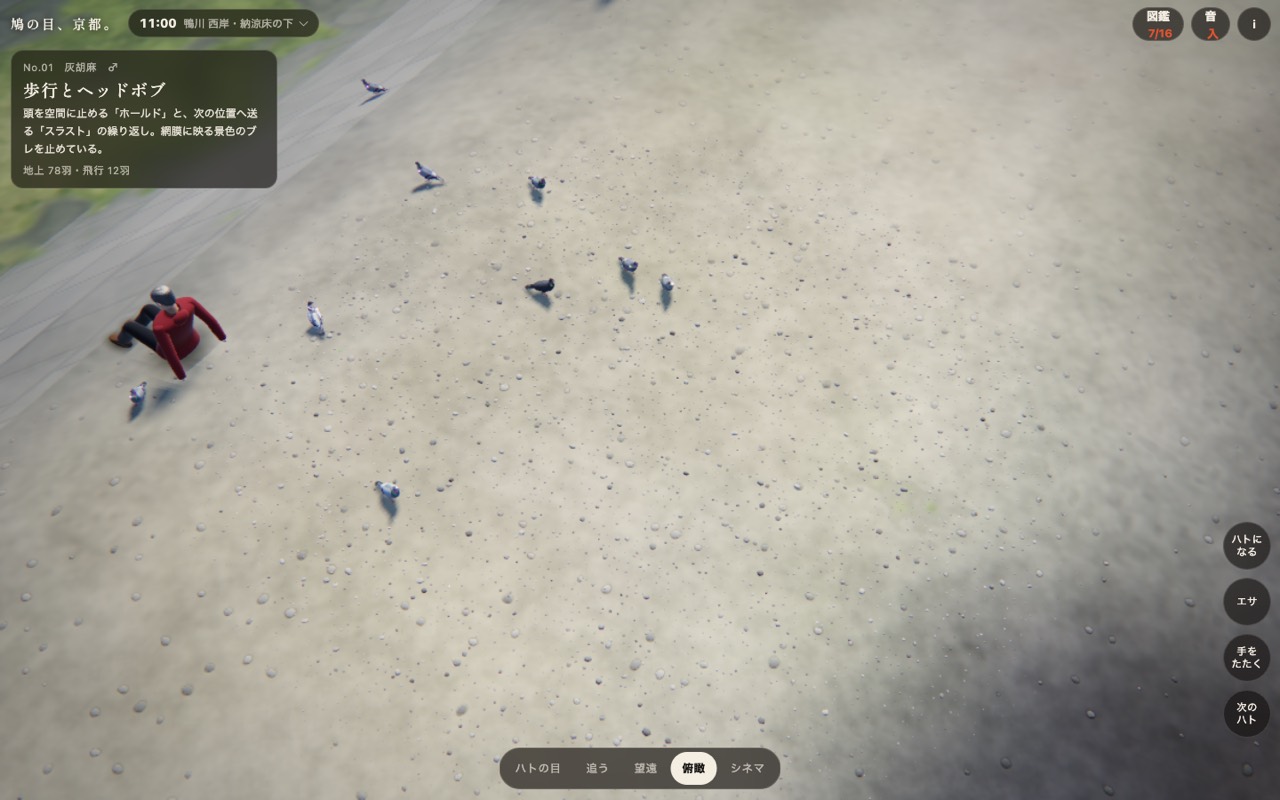 鳩の目、京都。
11:00 鴨川 西岸・納涼床の下
図鑑
7/16
音
入
i
No.01 灰胡麻 ♂
歩行とヘッドボブ
頭を空間に止める「ホールド」と、次の位置へ送
る「スラスト」の繰り返し。網膜に映る景色のブ
レを止めている。
地上 78羽・飛行 12羽
ハトに
なる
エサ
手を
たたく
次の
ハト
ハトの目 追う 望遠 俯瞰 シネマ